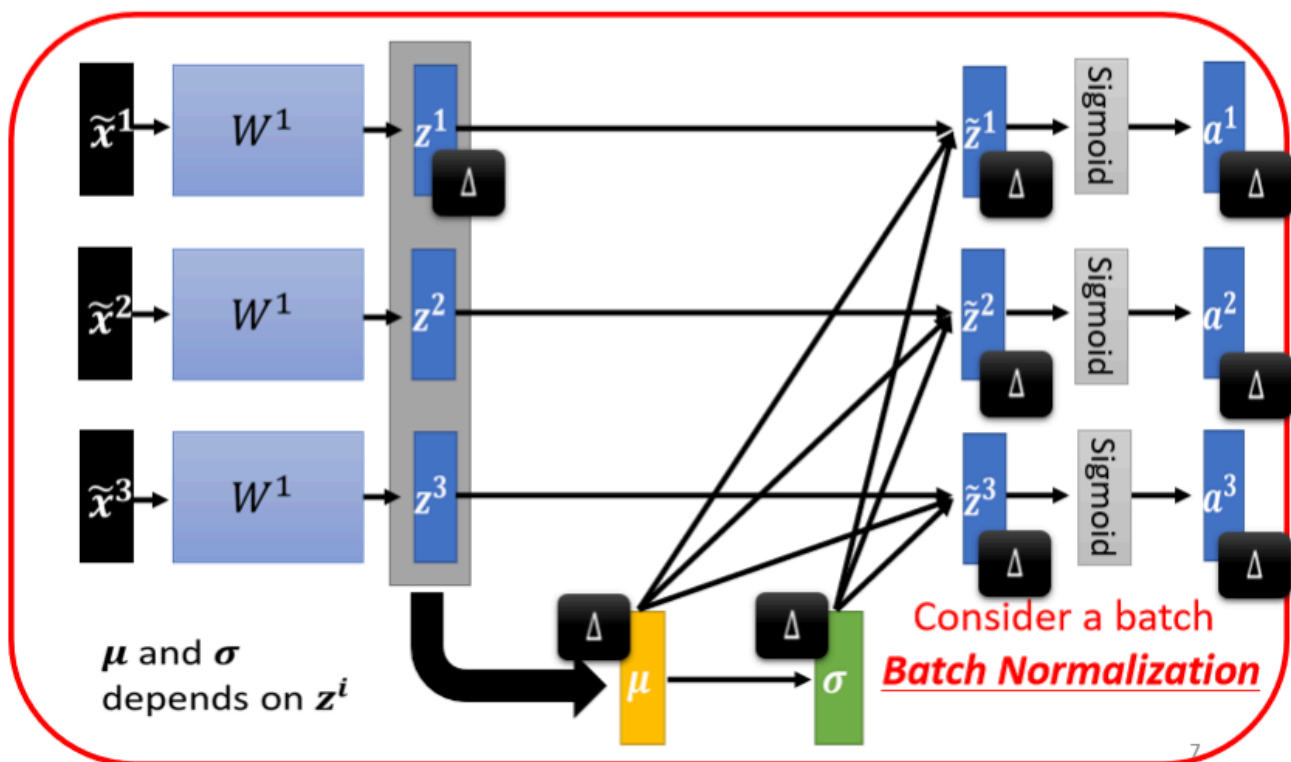 x̃¹ W¹ z¹ z̃¹ Sigmoid a¹
Δ Δ Δ
x̃² W¹ z² z̃² Sigmoid a²
Δ Δ
x̃³ W¹ z³ z̃³ Sigmoid a³
Δ Δ
Δ Δ
Consider a batch
μ and σ
depends on zⁱ
μ σ
Batch Normalization
7